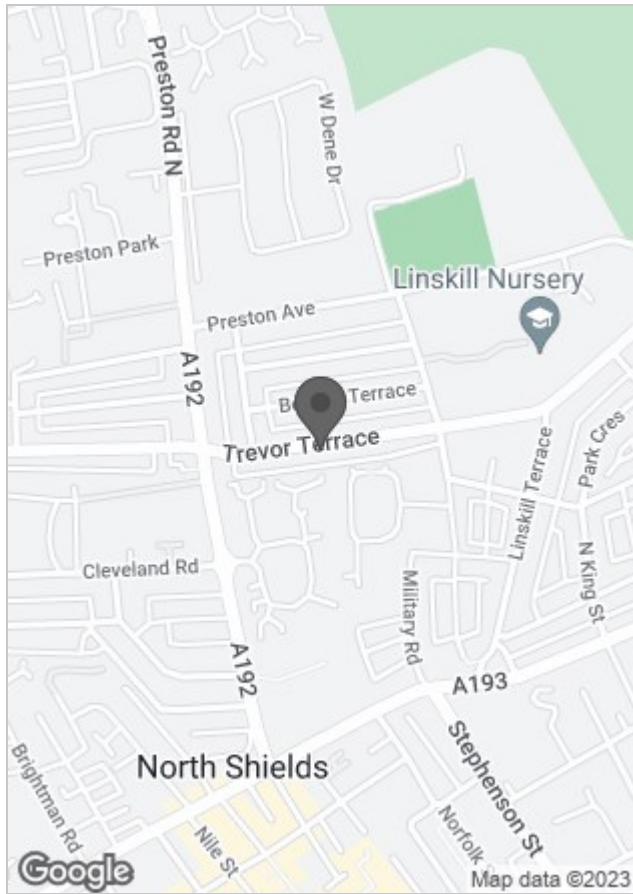 Preston Rd N
W Dene Dr
Preston Park
Linskill Nursery
Preston Ave
A192
Terrace
Trevor Terrace
Park Cres
Linskill Terrace
Cleveland Rd
Military Rd
N King St
A192
A193
North Shields
Stephenson St
Brightman Rd
Nile St
Norfolk
Google
Map data ©2023